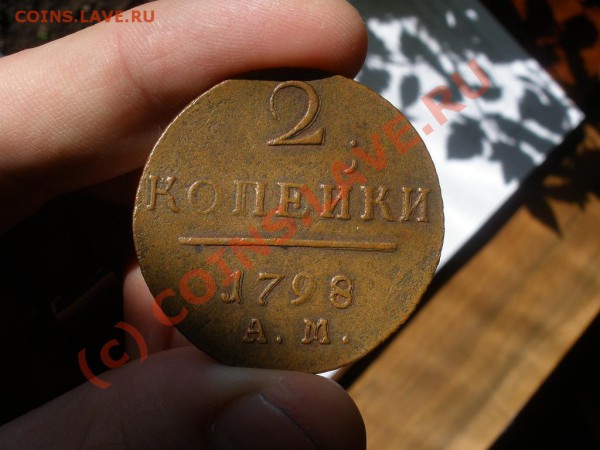 COINS.LAVE.RU
2
КОПЕЙКИ
1798
А. М.
(c) COINS.LAVE.RU